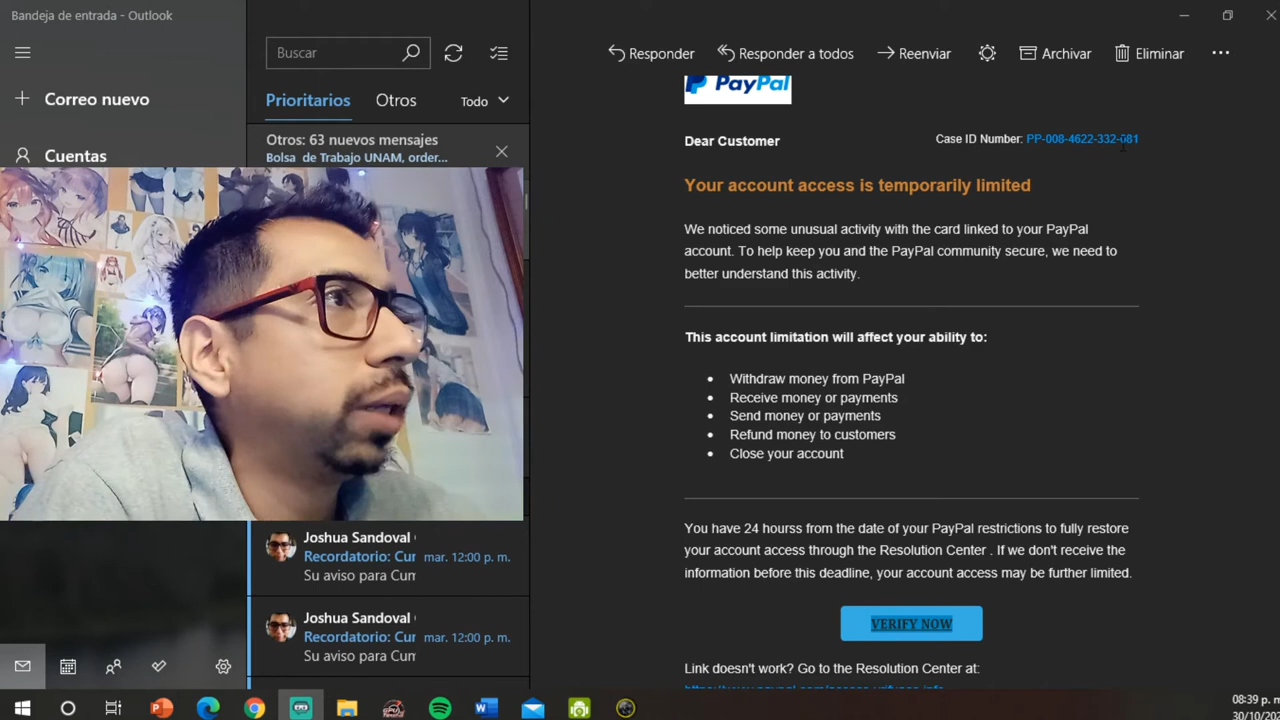 Bandeja de entrada - Outlook
Correo nuevo
Cuentas
Buscar
Prioritarios Otros Todo
Otros: 63 nuevos mensajes
Bolsa de Trabajo UNAM, order...
Joshua Sandoval
Recordatorio: Cur mar. 12:00 p. m.
Su aviso para Cum
Joshua Sandoval
Recordatorio: Cur mar. 12:00 p. m.
Su aviso para Cum
Responder Responder a todos Reenviar Archivar Eliminar
PayPal
Dear Customer Case ID Number: PP-008-4622-332-081
Your account access is temporarily limited
We noticed some unusual activity with the card linked to your PayPal
account. To help keep you and the PayPal community secure, we need to
better understand this activity.
This account limitation will affect your ability to:
• Withdraw money from PayPal
• Receive money or payments
• Send money or payments
• Refund money to customers
• Close your account
You have 24 hourss from the date of your PayPal restrictions to fully restore
your account access through the Resolution Center . If we don't receive the
information before this deadline, your account access may be further limited.
VERIFY NOW
Link doesn't work? Go to the Resolution Center at:
08:39 p. m
30/10/202